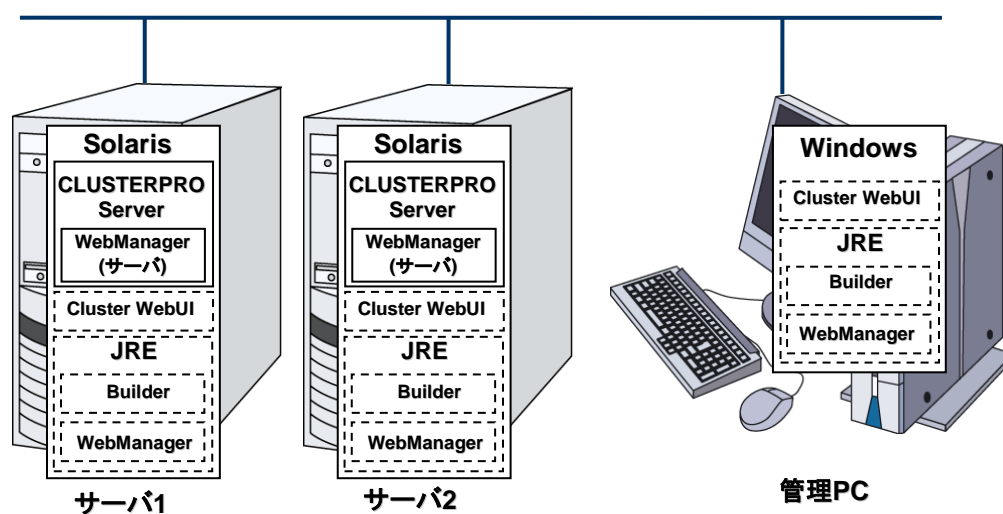 Solaris
CLUSTERPRO
Server
WebManager
(サーバ)
Cluster WebUI
JRE
Builder
WebManager
サーバ1
Solaris
CLUSTERPRO
Server
WebManager
(サーバ)
Cluster WebUI
JRE
Builder
WebManager
サーバ2
Windows
Cluster WebUI
JRE
Builder
WebManager
管理PC